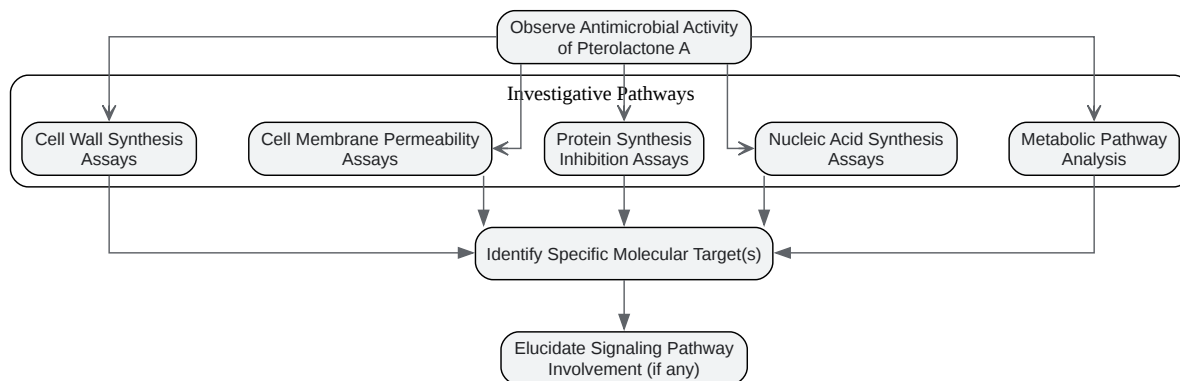 Observe Antimicrobial Activity
of Pterolactone A
Investigative Pathways
Cell Wall Synthesis
Assays
Cell Membrane Permeability
Assays
Protein Synthesis
Inhibition Assays
Nucleic Acid Synthesis
Assays
Metabolic Pathway
Analysis
Identify Specific Molecular Target(s)
Elucidate Signaling Pathway
Involvement (if any)